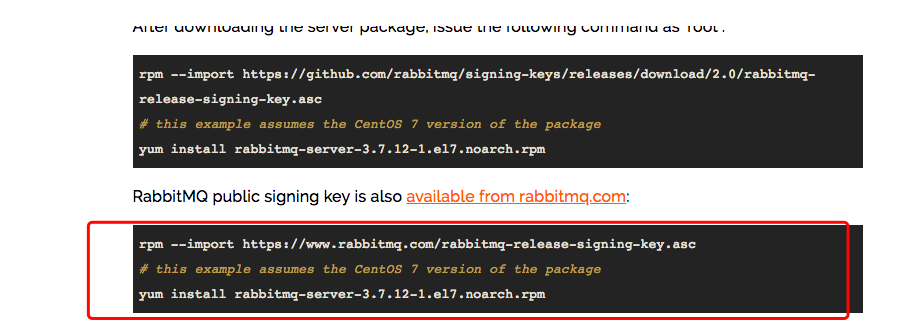 After downloading the server package, issue the following command as 'root':
rpm --import https://github.com/rabbitmq/signing-keys/releases/download/2.0/rabbitmq-
release-signing-key.asc
# this example assumes the CentOS 7 version of the package
yum install rabbitmq-server-3.7.12-1.el7.noarch.rpm
RabbitMQ public signing key is also available from rabbitmq.com:
rpm --import https://www.rabbitmq.com/rabbitmq-release-signing-key.asc
# this example assumes the CentOS 7 version of the package
yum install rabbitmq-server-3.7.12-1.el7.noarch.rpm